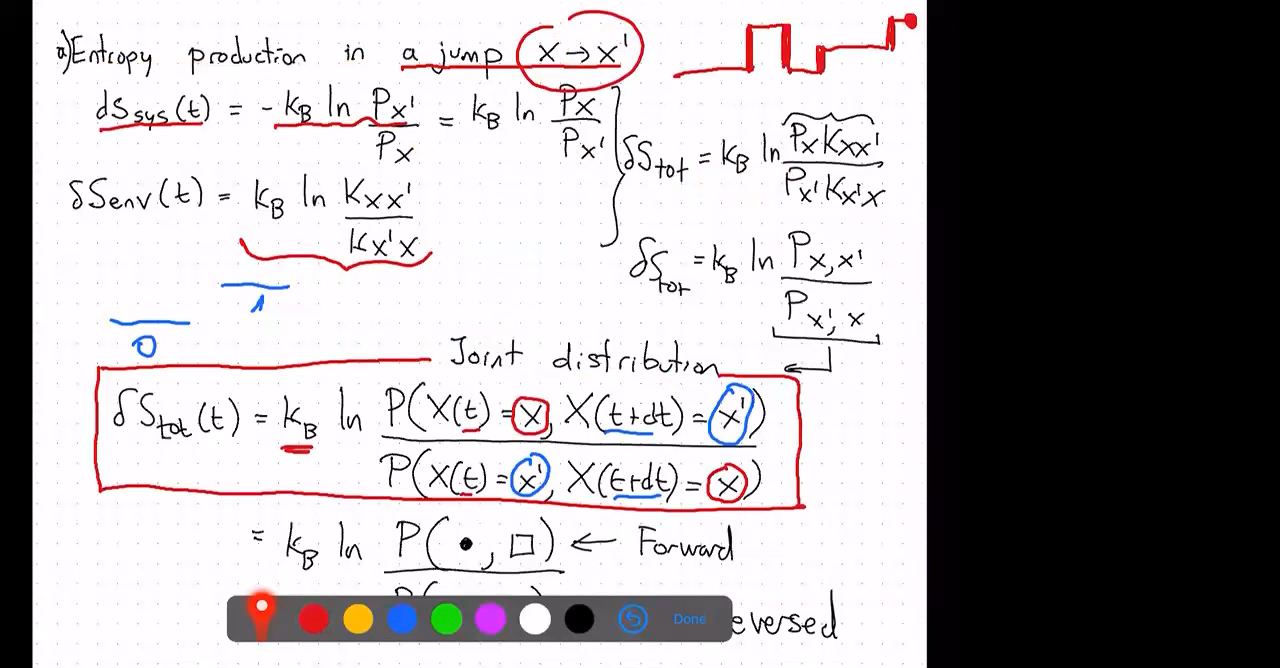 a) Entropy production in a jump x → x'
dS_sys(t) = - k_B ln P_x' / P_x = k_B ln P_x / P_x'
δS_env(t) = k_B ln K_xx' / K_x'x
δS_tot = k_B ln P_x K_xx' / P_x' K_x'x
δS_tot = k_B ln P_x,x' / P_x',x
1
0
Joint distribution
δS_tot(t) = k_B ln P(X(t) = x, X(t+dt) = x') / P(X(t) = x', X(t+dt) = x)
= k_B ln P(•, □) ← Forward
eversed
Done